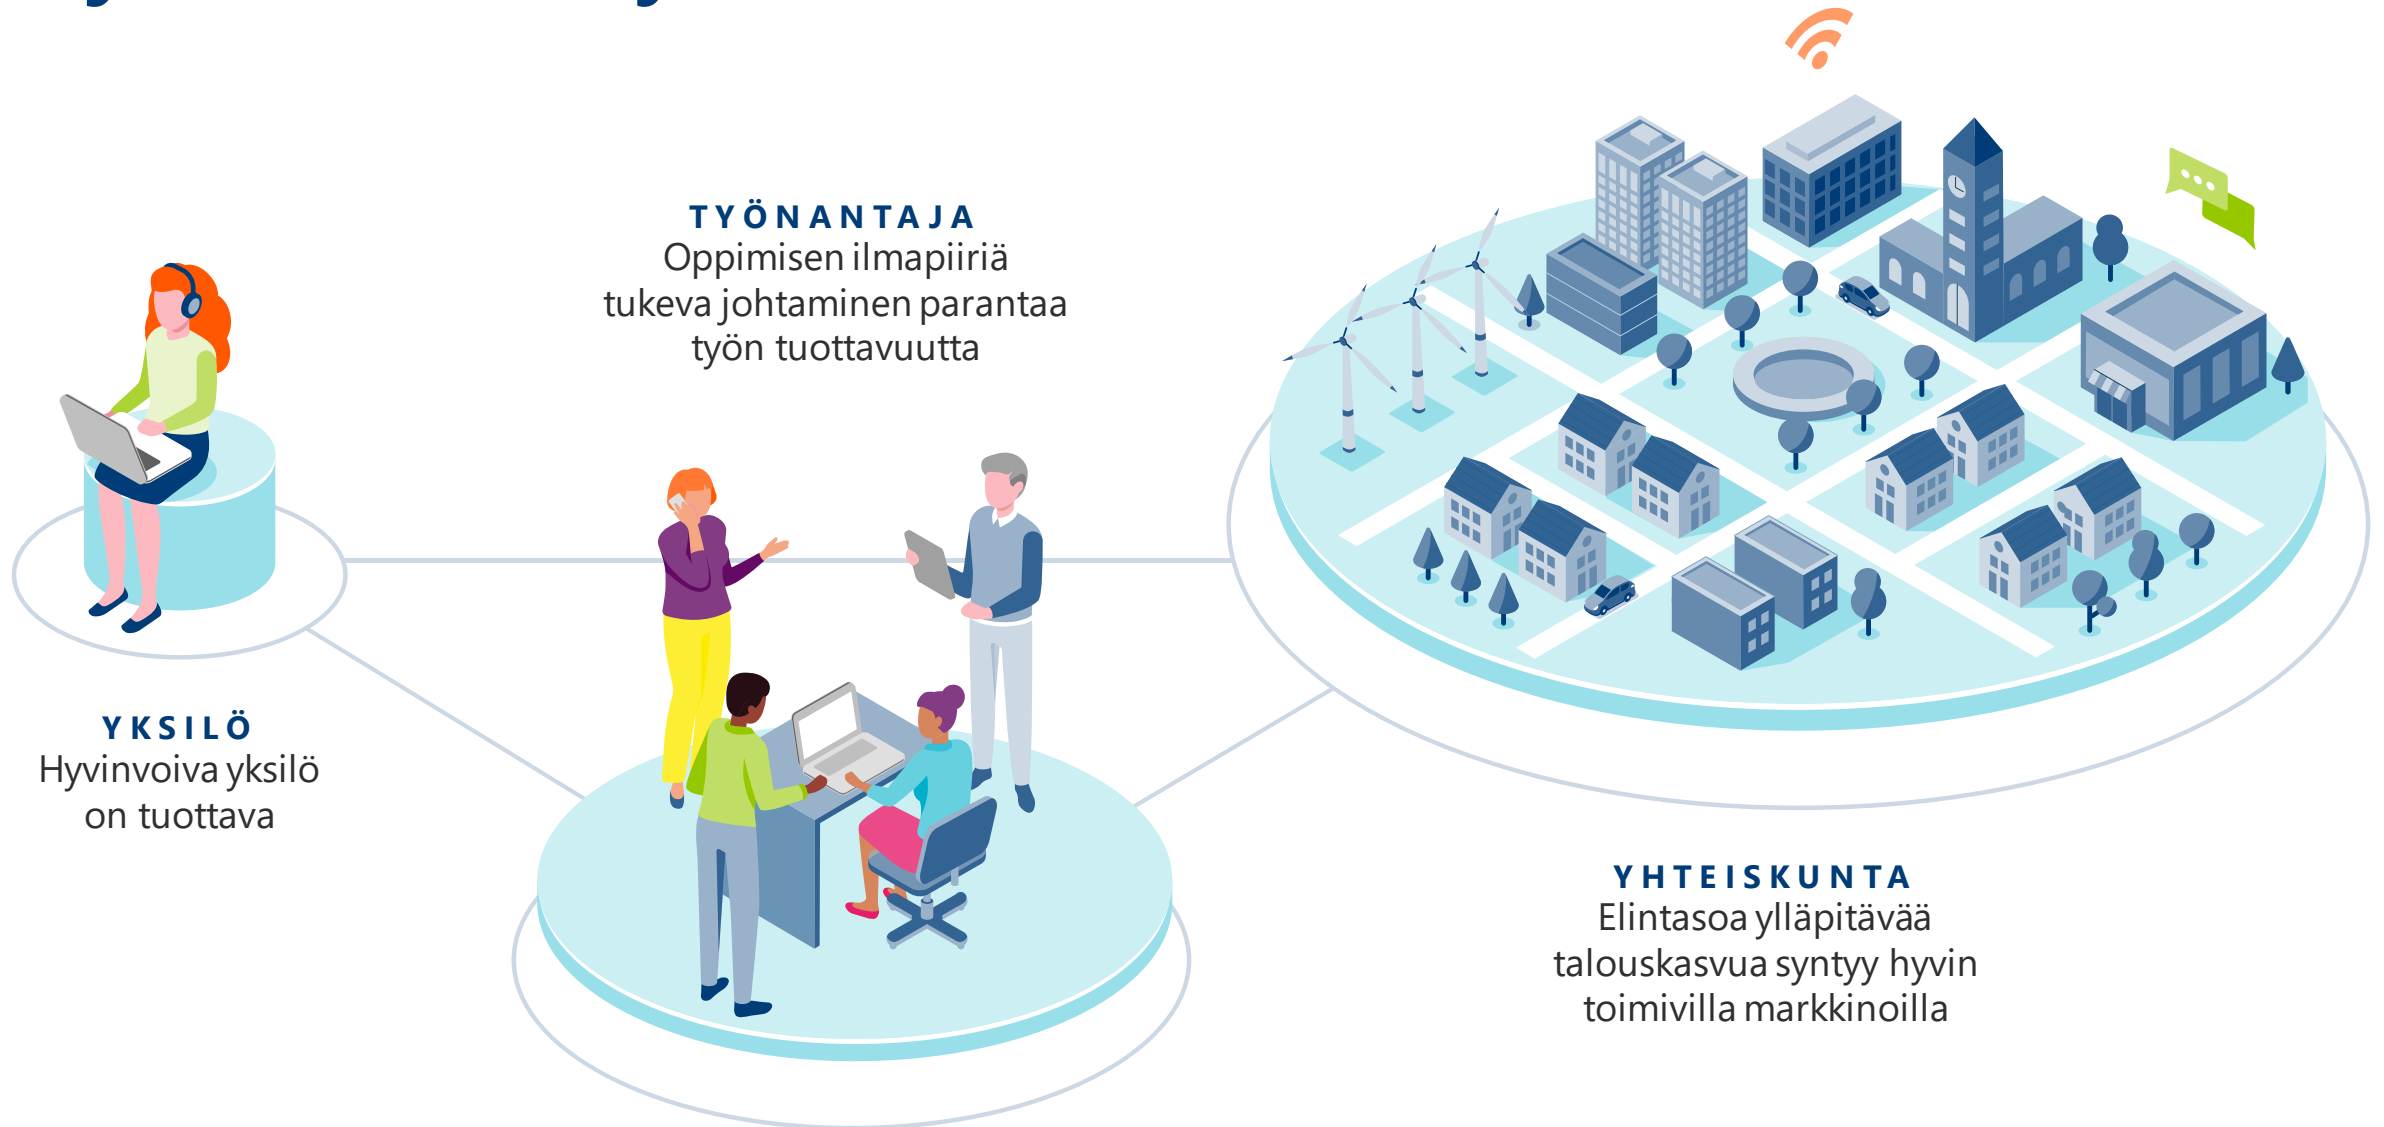 TYÖNANTAJA
Oppimisen ilmapiiriä
tukeva johtaminen parantaa
työn tuottavuutta
YKSILÖ
Hyvinvoiva yksilö
on tuottava
YHTEISKUNTA
Elintasoa ylläpitävää
talouskasvua syntyy hyvin
toimivilla markkinoilla